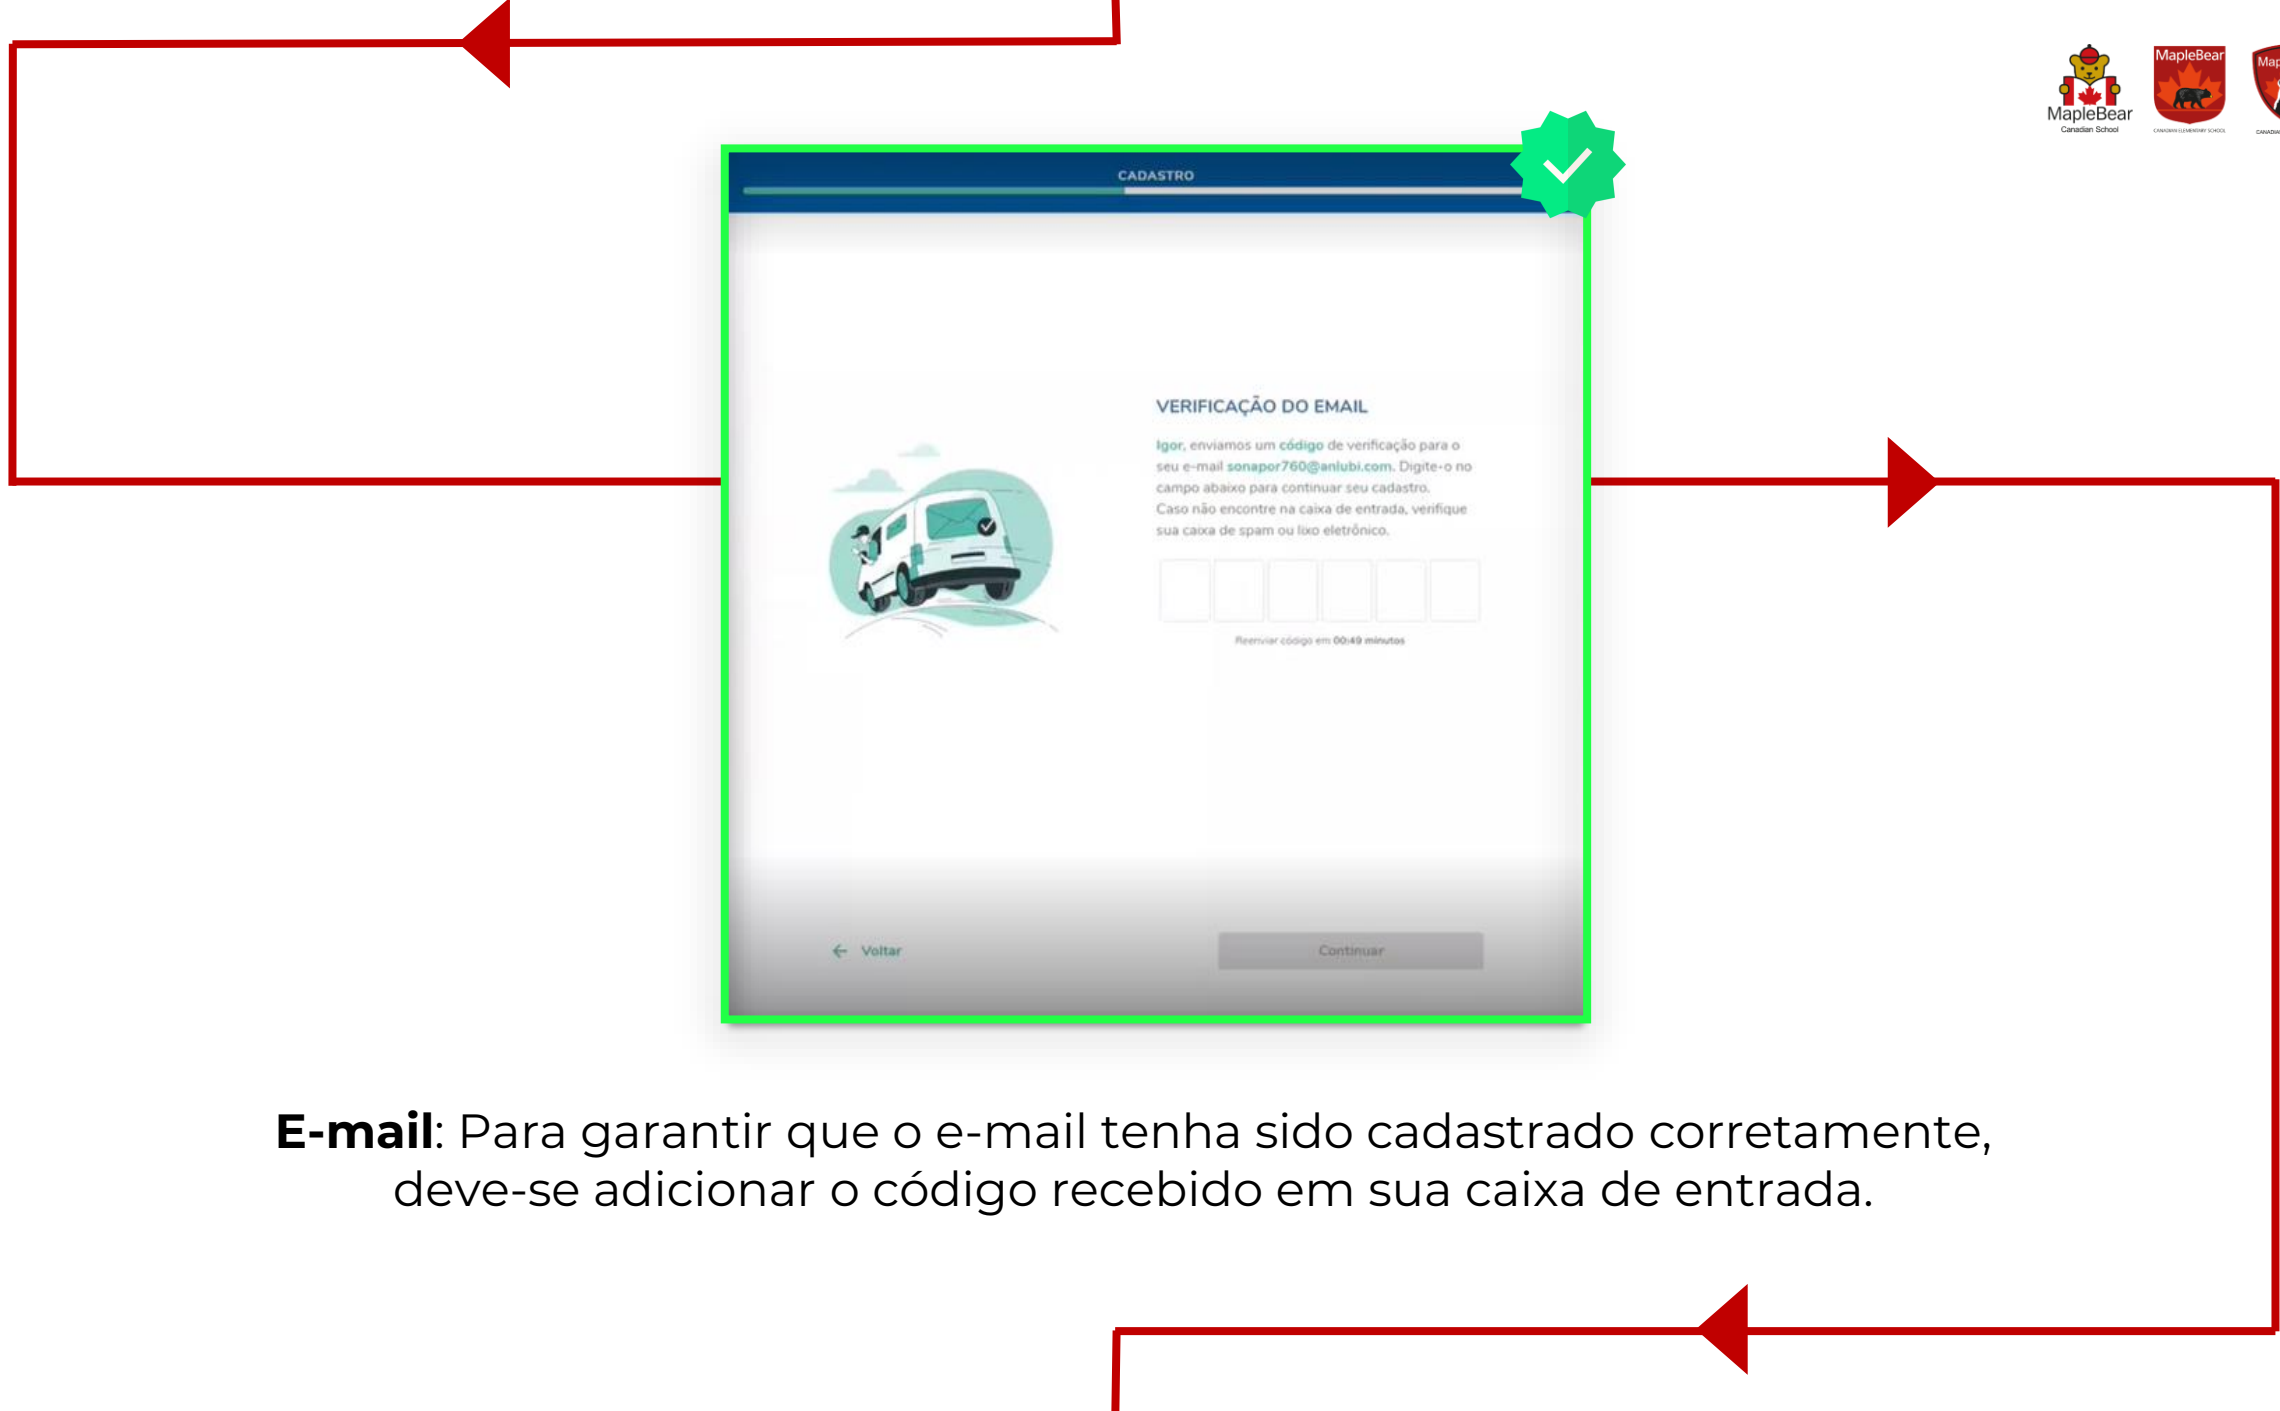 MapleBear
Canadian School
MapleBear
CANADIAN ELEMENTARY SCHOOL
CADASTRO
VERIFICAÇÃO DO EMAIL
Igor, enviamos um código de verificação para o
seu e-mail sonapor760@anlubi.com. Digite-o no
campo abaixo para continuar seu cadastro.
Caso não encontre na caixa de entrada, verifique
sua caixa de spam ou lixo eletrônico.
Reenviar código em 00:49 minutos
Voltar
Continuar
E-mail: Para garantir que o e-mail tenha sido cadastrado corretamente,
deve-se adicionar o código recebido em sua caixa de entrada.